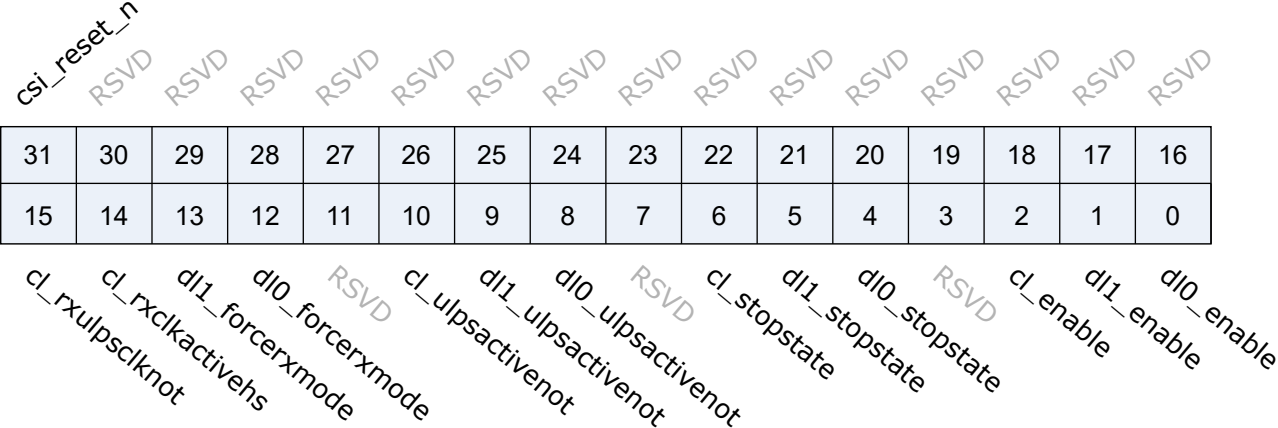 csi_reset_n RSVD RSVD RSVD RSVD RSVD RSVD RSVD RSVD RSVD RSVD RSVD RSVD RSVD RSVD RSVD
31 30 29 28 27 26 25 24 23 22 21 20 19 18 17 16
15 14 13 12 11 10 9 8 7 6 5 4 3 2 1 0
cl_rxulpsclknot cl_rxclkactivehs dl1_forcerxmode dl0_forcerxmode RSVD cl_ulpsactivenot dl1_ulpsactivenot dl0_ulpsactivenot RSVD cl_stopstate dl1_stopstate dl0_stopstate RSVD cl_enable dl1_enable dl0_enable